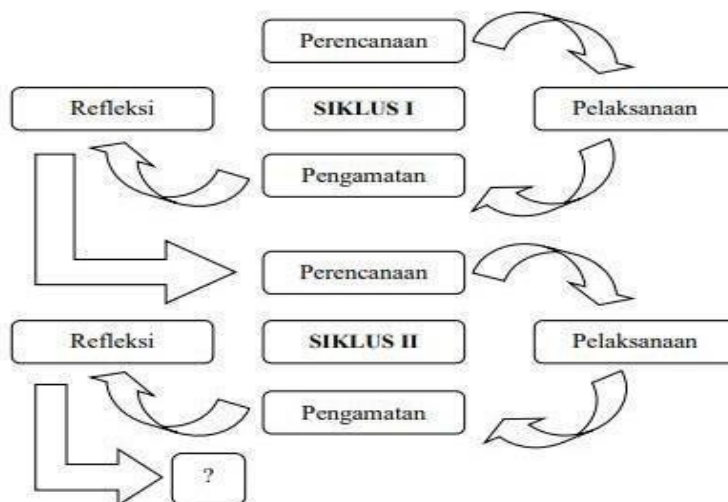 Perencanaan
Refleksi
SIKLUS I
Pelaksanaan
Pengamatan
Perencanaan
Refleksi
SIKLUS II
Pelaksanaan
Pengamatan
?